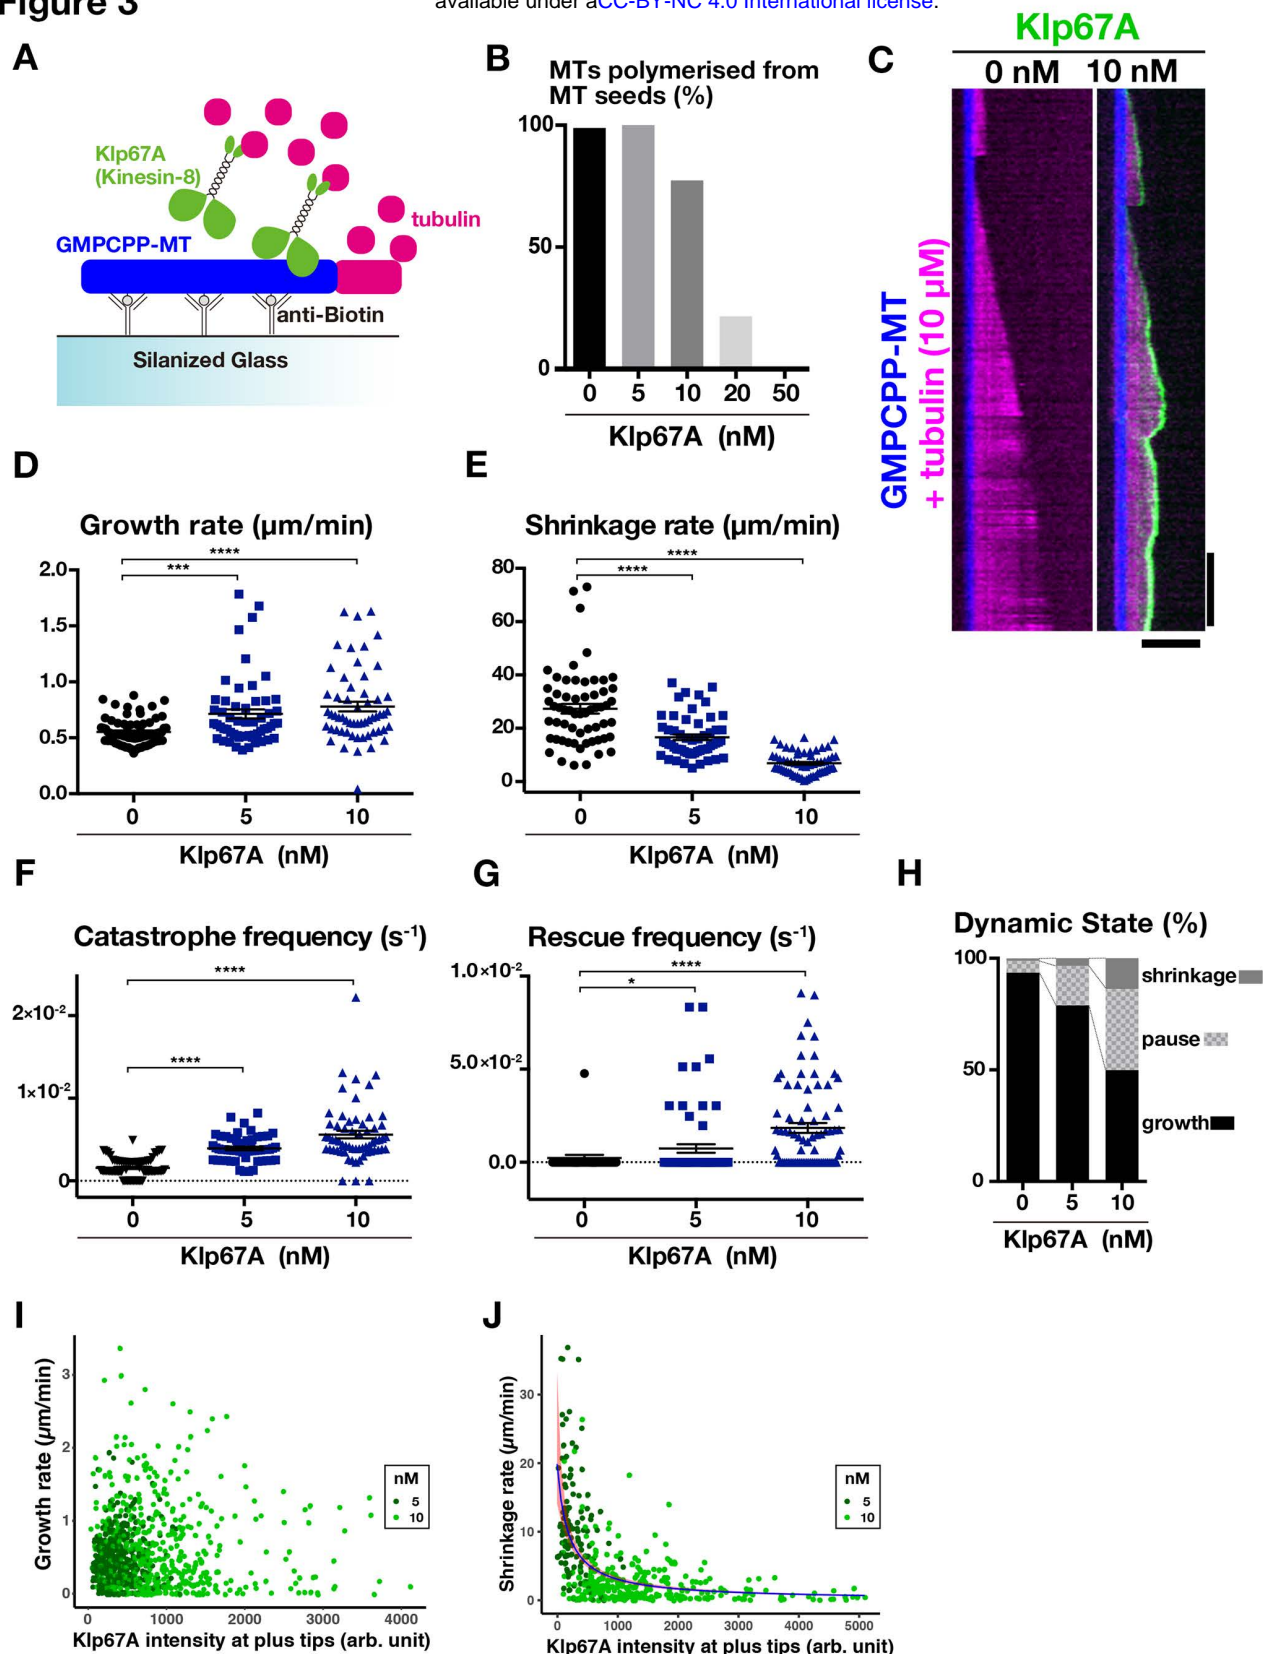 Figure 3
available under aCC-BY-NC 4.0 International license.
A
Klp67A
(Kinesin-8)
tubulin
GMPCPP-MT
anti-Biotin
Silanized Glass
B
MTs polymerised from
MT seeds (%)
100
50
0
0 5 10 20 50
Klp67A (nM)
C
Klp67A
0 nM 10 nM
GMPCPP-MT
+ tubulin (10 µM)
D
Growth rate (µm/min)
****
***
2.0
1.5
1.0
0.5
0.0
0 5 10
Klp67A (nM)
E
Shrinkage rate (µm/min)
****
****
80
60
40
20
0
0 5 10
Klp67A (nM)
F
Catastrophe frequency (s⁻¹)
****
****
2×10⁻²
1×10⁻²
0
0 5 10
Klp67A (nM)
G
Rescue frequency (s⁻¹)
****
*
1.0×10⁻²
5.0×10⁻²
0.0
0 5 10
Klp67A (nM)
H
Dynamic State (%)
100
50
0
shrinkage
pause
growth
0 5 10
Klp67A (nM)
I
Growth rate (µm/min)
3
2
1
0
nM
5
10
0 1000 2000 3000 4000
Klp67A intensity at plus tips (arb. unit)
J
Shrinkage rate (µm/min)
30
20
10
0
nM
5
10
0 1000 2000 3000 4000 5000
Klp67A intensity at plus tips (arb. unit)